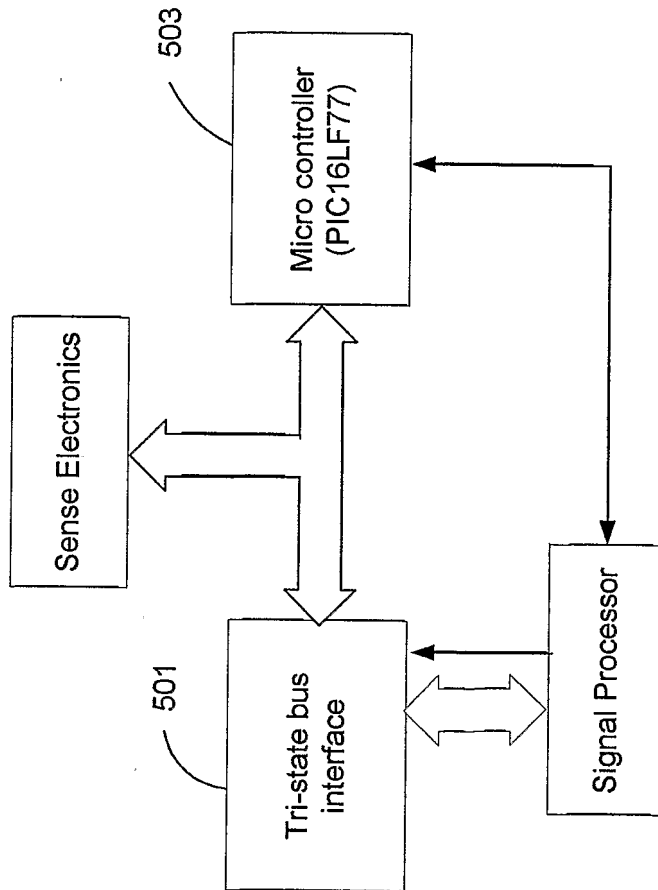 Sense Electronics
501
Tri-state bus
interface
503
Micro controller
(PIC16LF77)
Signal Processor